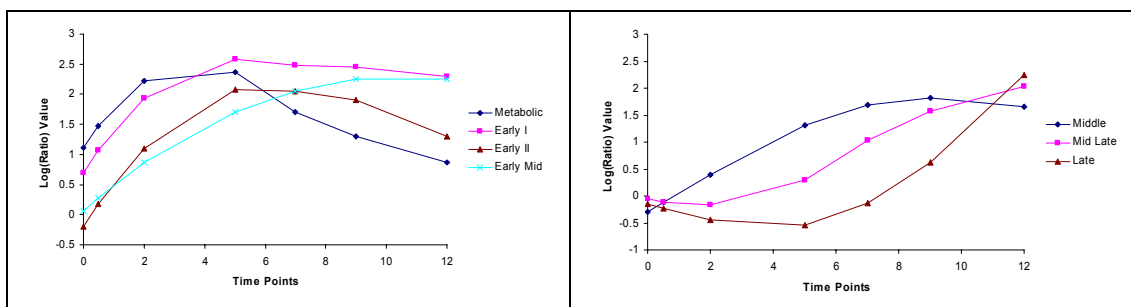 3
2.5
2
1.5
1
0.5
0
-0.5
Log(Ratio) Value
0 2 4 6 8 10 12
Time Points
Metabolic
Early I
Early II
Early Mid
3
2.5
2
1.5
1
0.5
0
-0.5
-1
Log(Ratio) Value
0 2 4 6 8 10 12
Time Points
Middle
Mid Late
Late